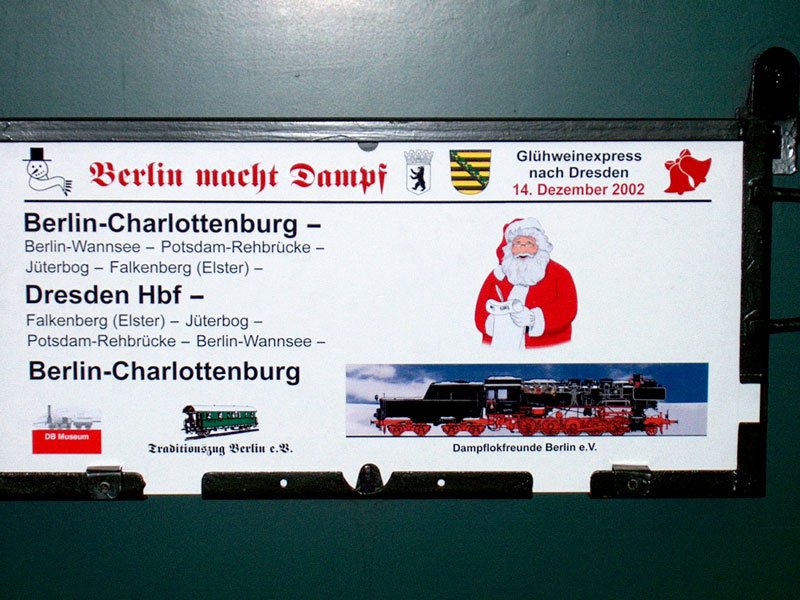 Berlin macht Dampf
Glühweinexpress
nach Dresden
14. Dezember 2002
Berlin-Charlottenburg –
Berlin-Wannsee – Potsdam-Rehbrücke –
Jüterbog – Falkenberg (Elster) –
Dresden Hbf –
Falkenberg (Elster) – Jüterbog –
Potsdam-Rehbrücke – Berlin-Wannsee –
Berlin-Charlottenburg
DB Museum
Traditionszug Berlin e.V.
Dampflokfreunde Berlin e.V.